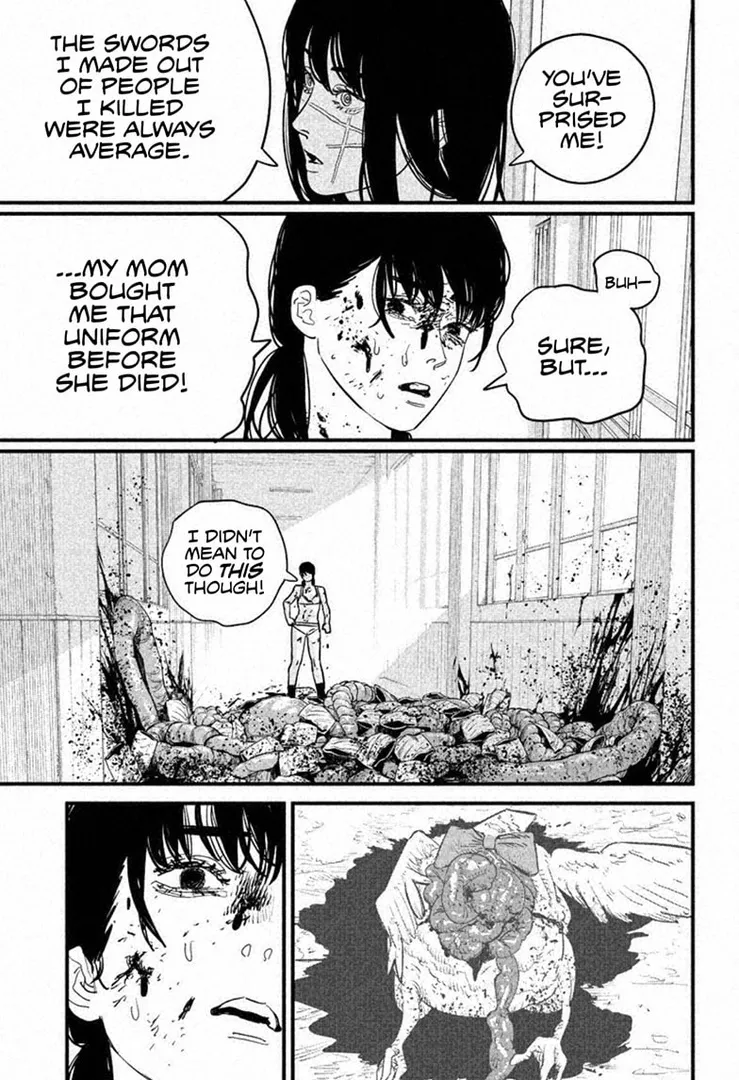 YOU'VE
SUR-
PRISED
ME!
THE SWORDS
I MADE OUT
OF PEOPLE
I KILLED
WERE ALWAYS
AVERAGE.
BUH—
SURE,
BUT...
...MY MOM
BOUGHT
ME THAT
UNIFORM
BEFORE
SHE DIED!
I DIDN'T
MEAN TO
DO THIS
THOUGH!